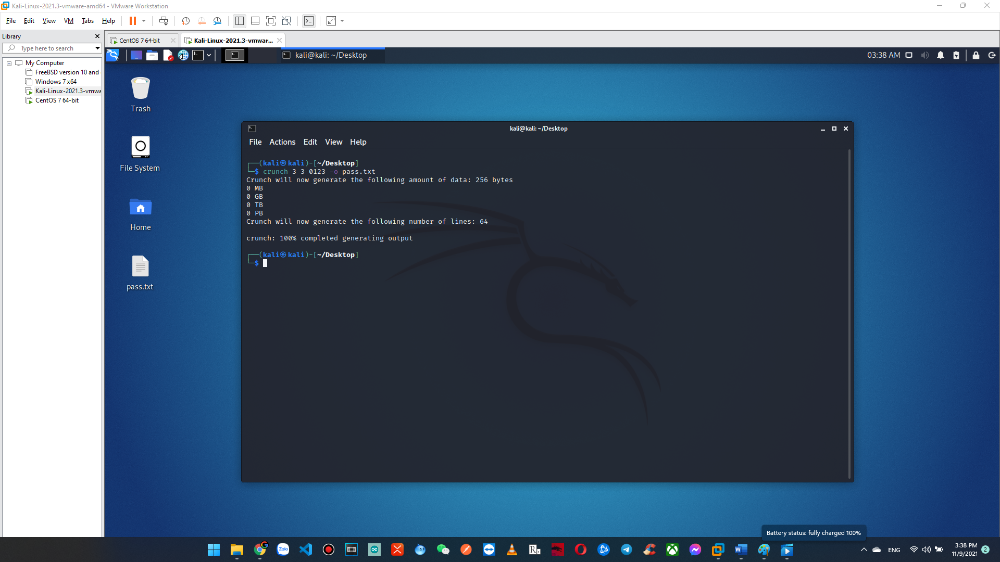 Kali-Linux-2021.3-vmware-amd64 - VMware Workstation
File Edit View VM Tabs Help
Library
Type here to search
My Computer
FreeBSD version 10 and
Windows 7 x64
Kali-Linux-2021.3-vmwa
CentOS 7 64-bit
CentOS 7 64-bit
Kali-Linux-2021.3-vmwar...
kali@kali: ~/Desktop
03:38 AM
Trash
File System
Home
pass.txt
kali@kali: ~/Desktop
File Actions Edit View Help
(kali㉿kali)-[~/Desktop]
$ crunch 3 3 0123 -o pass.txt
Crunch will now generate the following amount of data: 256 bytes
0 MB
0 GB
0 TB
0 PB
Crunch will now generate the following number of lines: 64
crunch: 100% completed generating output
(kali㉿kali)-[~/Desktop]
$
Battery status: fully charged 100%
Zalo
ENG
3:38 PM
11/9/2021
2